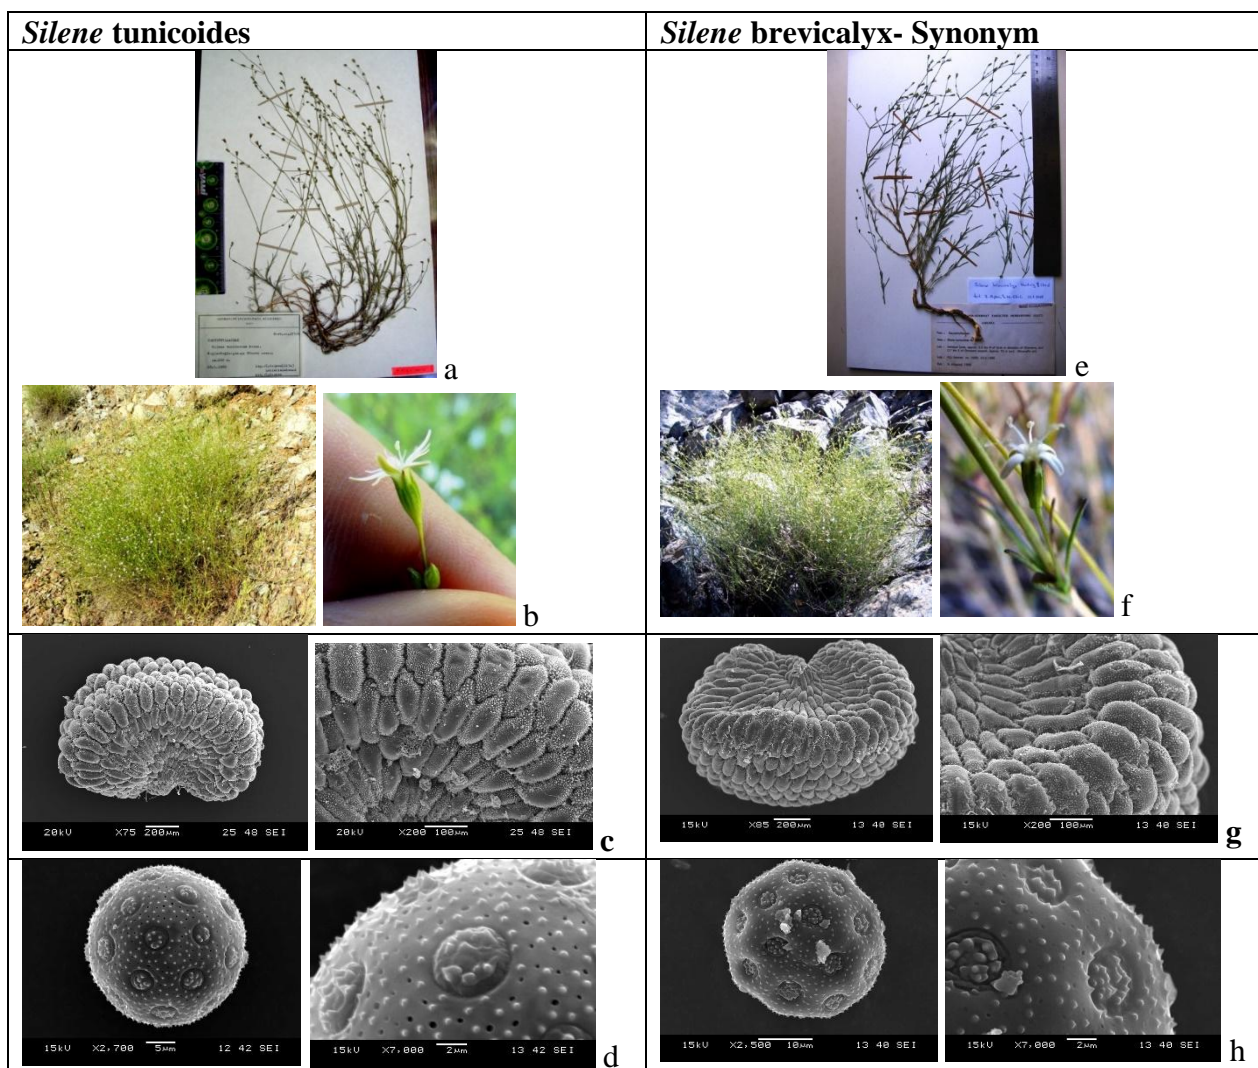 Silene tunicoides
Silene brevicalyx- Synonym
a
e
b
f
20kV X75 200µm 25 48 SEI
20kV X200 100µm 25 48 SEI
c
15kV X85 200µm 13 40 SEI
15kV X200 100µm 13 40 SEI
g
15kV X2,700 5µm 12 42 SEI
15kV X7,000 2µm 13 42 SEI
d
15kV X2,500 10µm 13 40 SEI
15kV X7,000 2µm 13 40 SEI
h